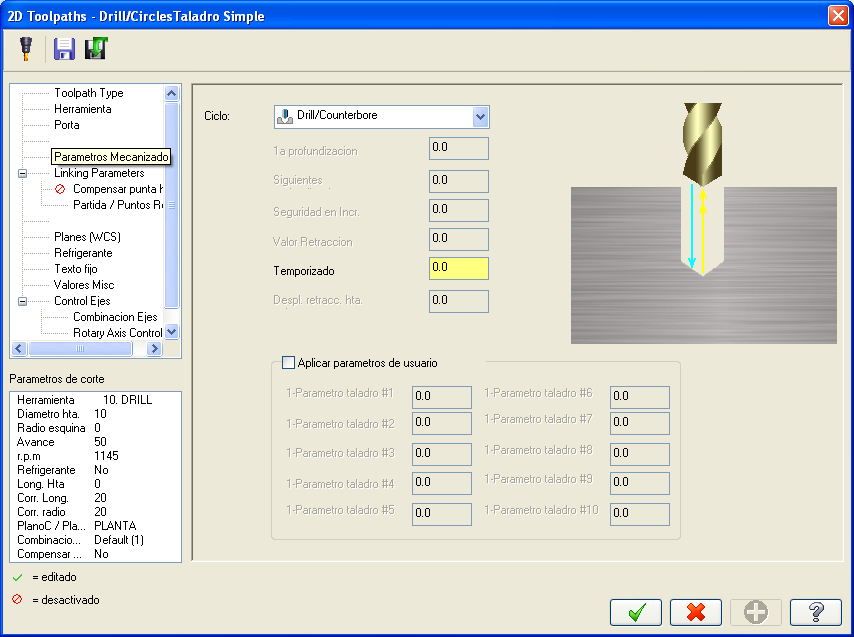 2D Toolpaths - Drill/CirclesTaladro Simple
Toolpath Type
Herramienta
Porta
Parametros Mecanizado
Linking Parameters
Compensar punta
Partida / Puntos
Planes (WCS)
Refrigerante
Texto fijo
Valores Misc
Control Ejes
Combinacion Ejes
Rotary Axis Control
Parametros de corte
Herramienta 10. DRILL
Diametro hta. 10
Radio esquina 0
Avance 50
r.p.m 1145
Refrigerante No
Long. Hta 0
Corr. Long. 20
Corr. radio 20
PlanoC / Pla... PLANTA
Combinacio... Default (1)
Compensar ... No
= editado
= desactivado
Ciclo: Drill/Counterbore
1a profundizacion 0.0
Siguientes 0.0
Seguridad en Incr. 0.0
Valor Retraccion 0.0
Temporizado 0.0
Despl. retracc. hta. 0.0
Aplicar parametros de usuario
1-Parametro taladro #1 0.0 1-Parametro taladro #6 0.0
1-Parametro taladro #2 0.0 1-Parametro taladro #7 0.0
1-Parametro taladro #3 0.0 1-Parametro taladro #8 0.0
1-Parametro taladro #4 0.0 1-Parametro taladro #9 0.0
1-Parametro taladro #5 0.0 1-Parametro taladro #10 0.0